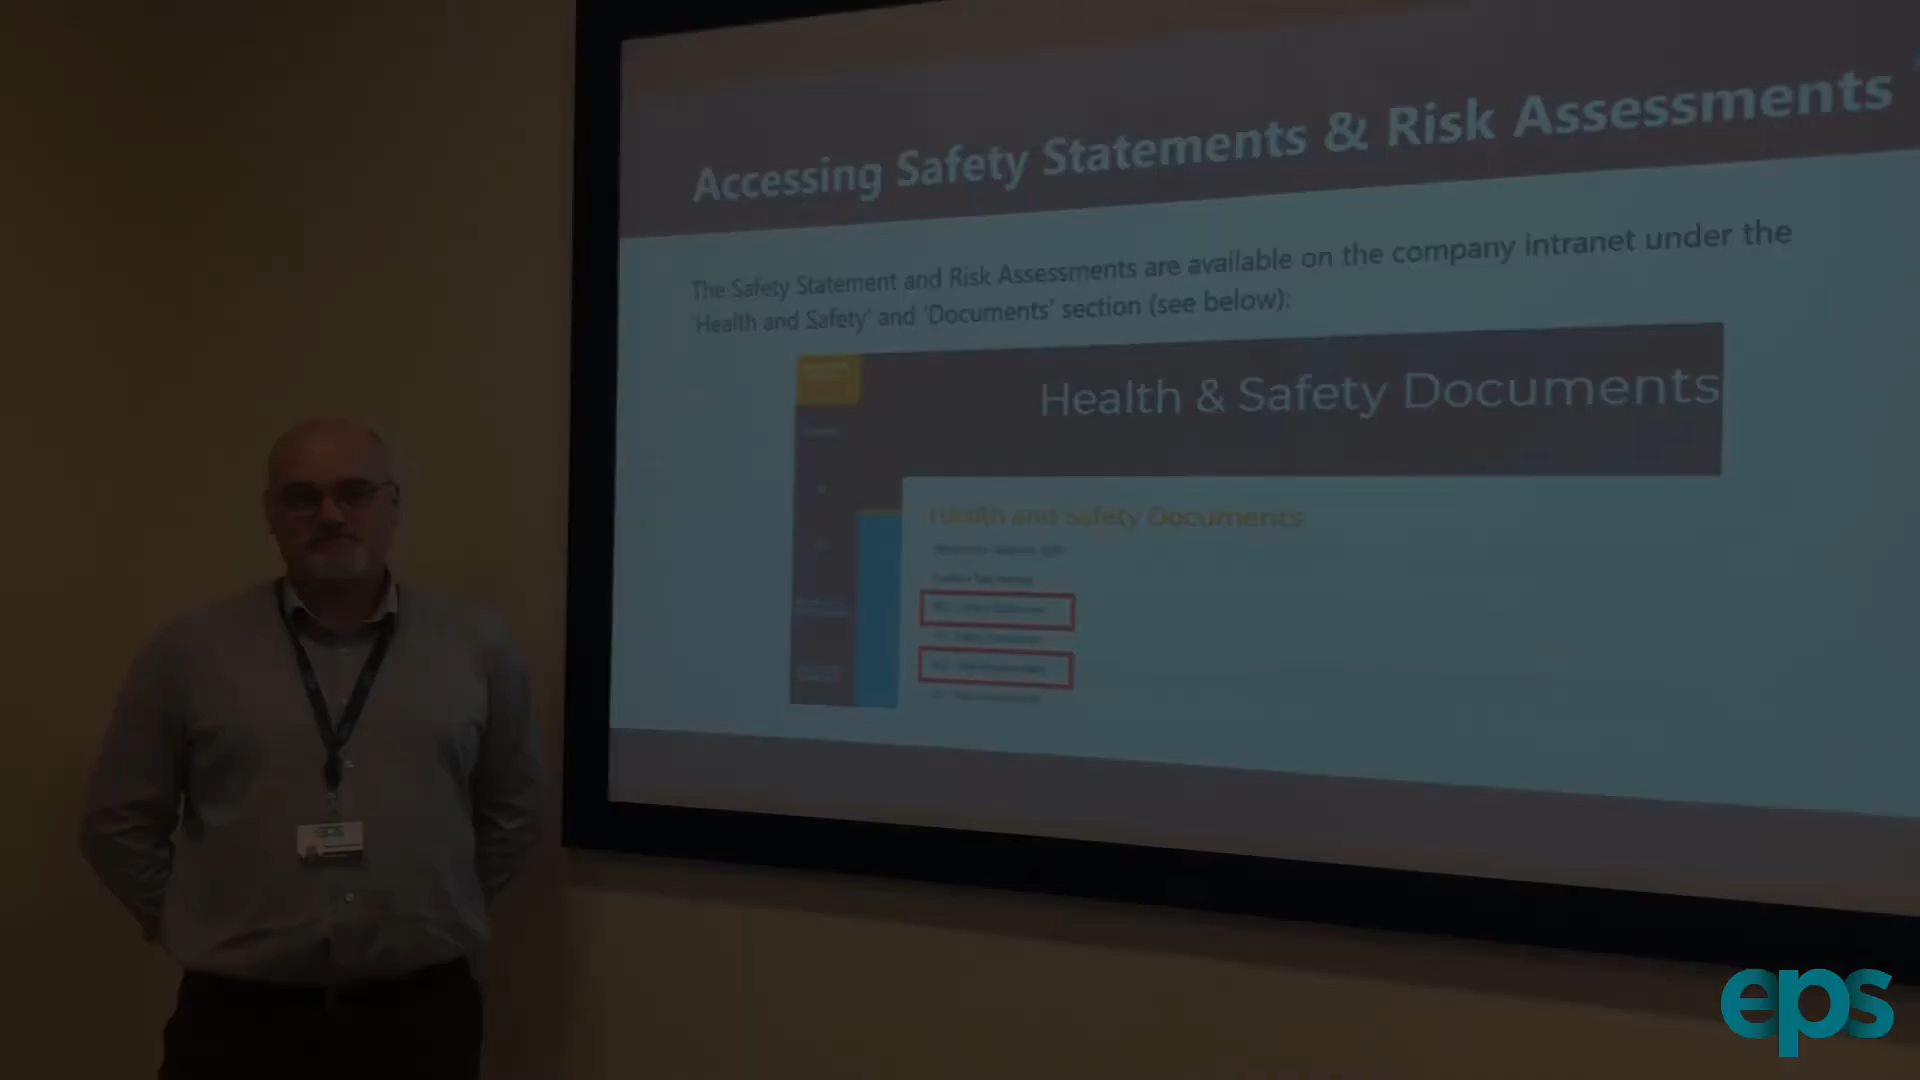 Accessing Safety Statements & Risk Assessments
The Safety Statement and Risk Assessments are available on the company intranet under the
'Health and Safety' and 'Documents' section (see below):
Health & Safety Documents
Health and Safety Documents
eps
eps